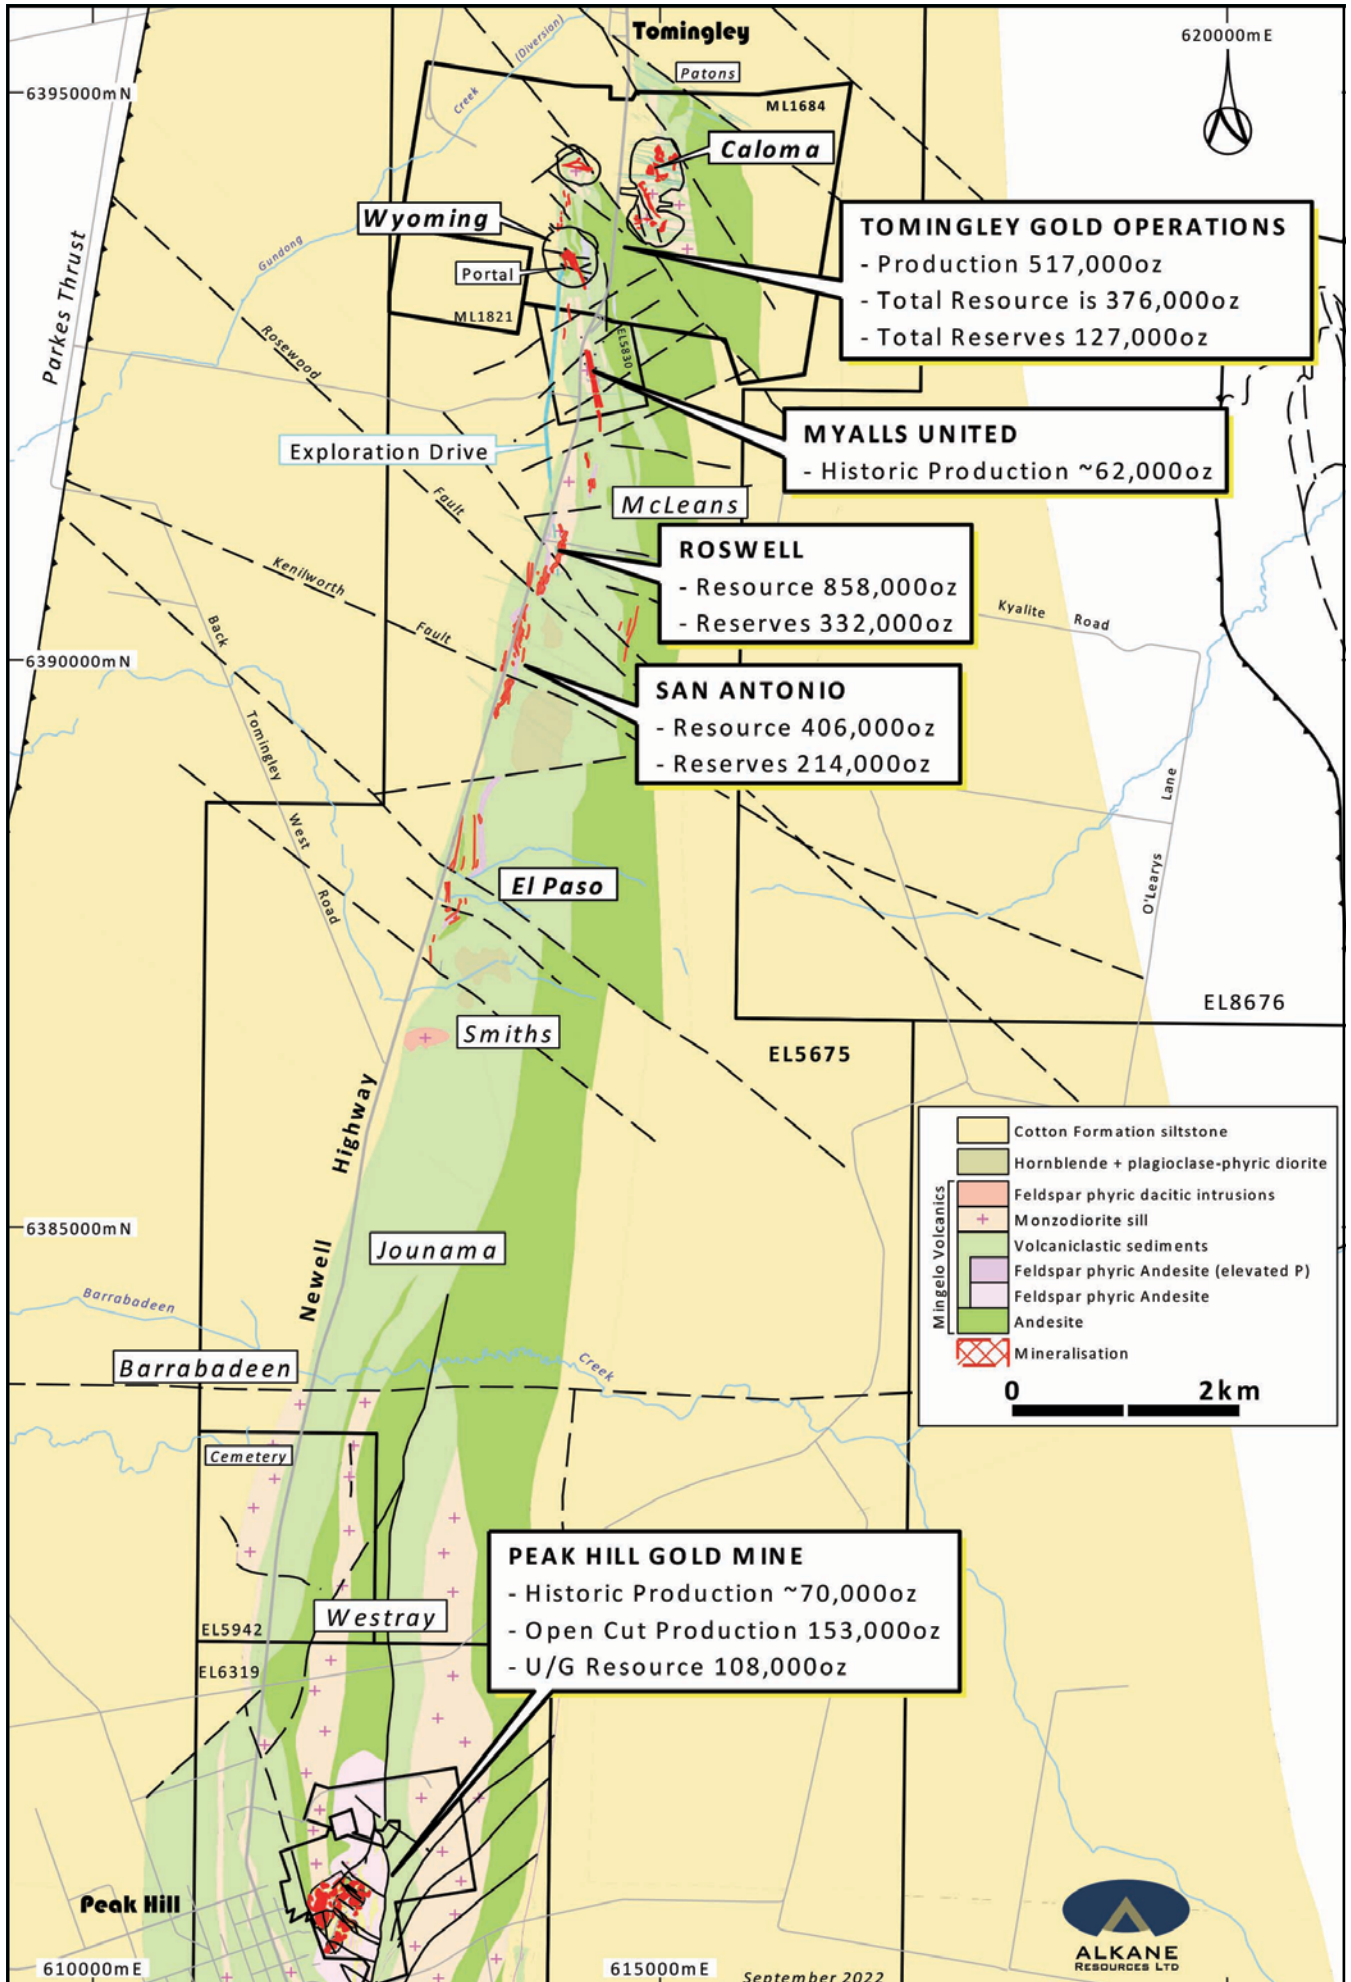 Tomingley
620000mE
Creek
(Diversion)
Patons
6395000mN
ML1684
Caloma
Wyoming
TOMINGLEY GOLD OPERATIONS
- Production 517,000oz
- Total Resource is 376,000oz
- Total Reserves 127,000oz
Gundong
Portal
ML1821
Parkes Thrust
EL5830
Rosewood
Fault
MYALLS UNITED
- Historic Production ~62,000oz
Exploration Drive
McLeans
ROSWELL
- Resource 858,000oz
- Reserves 332,000oz
Kenilworth
Fault
Kyalite Road
Back
Tomingley
West
Road
6390000mN
SAN ANTONIO
- Resource 406,000oz
- Reserves 214,000oz
O'Learys
Lane
El Paso
EL8676
Smiths
EL5675
Newell
Highway
Cotton Formation siltstone
Hornblende + plagioclase-phyric diorite
Mingelo Volcanics
Feldspar phyric dacitic intrusions
Monzodiorite sill
Volcaniclastic sediments
Feldspar phyric Andesite (elevated P)
Feldspar phyric Andesite
Andesite
Mineralisation
0 2km
6385000mN
Jounama
Barrabadeen
Creek
Barrabadeen
Cemetery
PEAK HILL GOLD MINE
- Historic Production ~70,000oz
- Open Cut Production 153,000oz
- U/G Resource 108,000oz
Westray
EL5942
EL6319
Peak Hill
ALKANE
RESOURCES LTD
610000mE
615000mE
September 2022